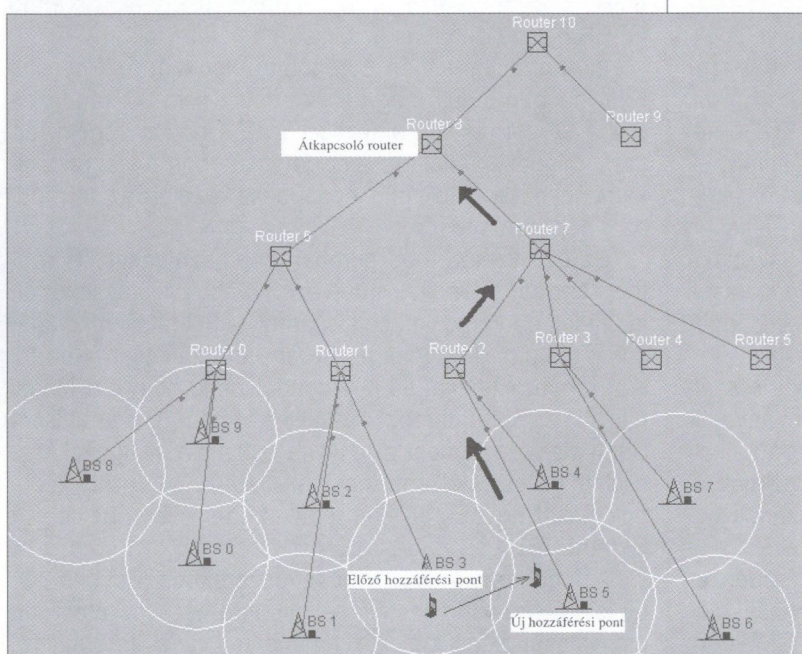 Router 10
Router 9
Router 8
Átkapcsoló router
Router 7
Router 6
Router 0
Router 1
Router 2
Router 3
Router 4
Router 5
BS 9
BS 8
BS 4
BS 2
BS 7
BS 0
BS 3
Előző hozzáférési pont
BS 5
BS 1
Új hozzáférési pont
BS 6